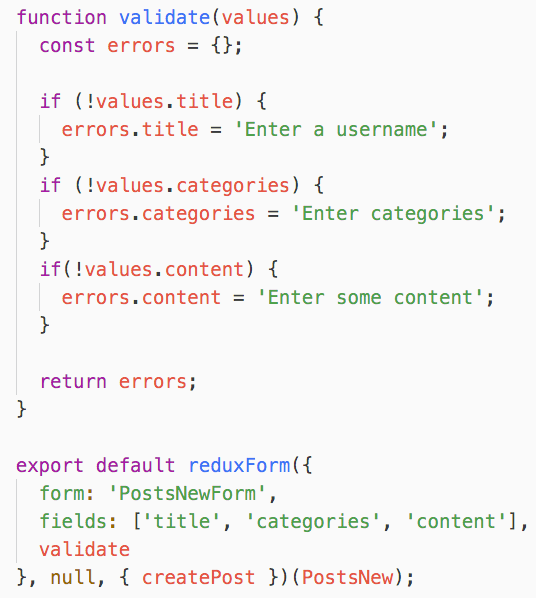 function validate(values) {
  const errors = {};

  if (!values.title) {
    errors.title = 'Enter a username';
  }
  if (!values.categories) {
    errors.categories = 'Enter categories';
  }
  if(!values.content) {
    errors.content = 'Enter some content';
  }

  return errors;
}

export default reduxForm({
  form: 'PostsNewForm',
  fields: ['title', 'categories', 'content'],
  validate
}, null, { createPost })(PostsNew);